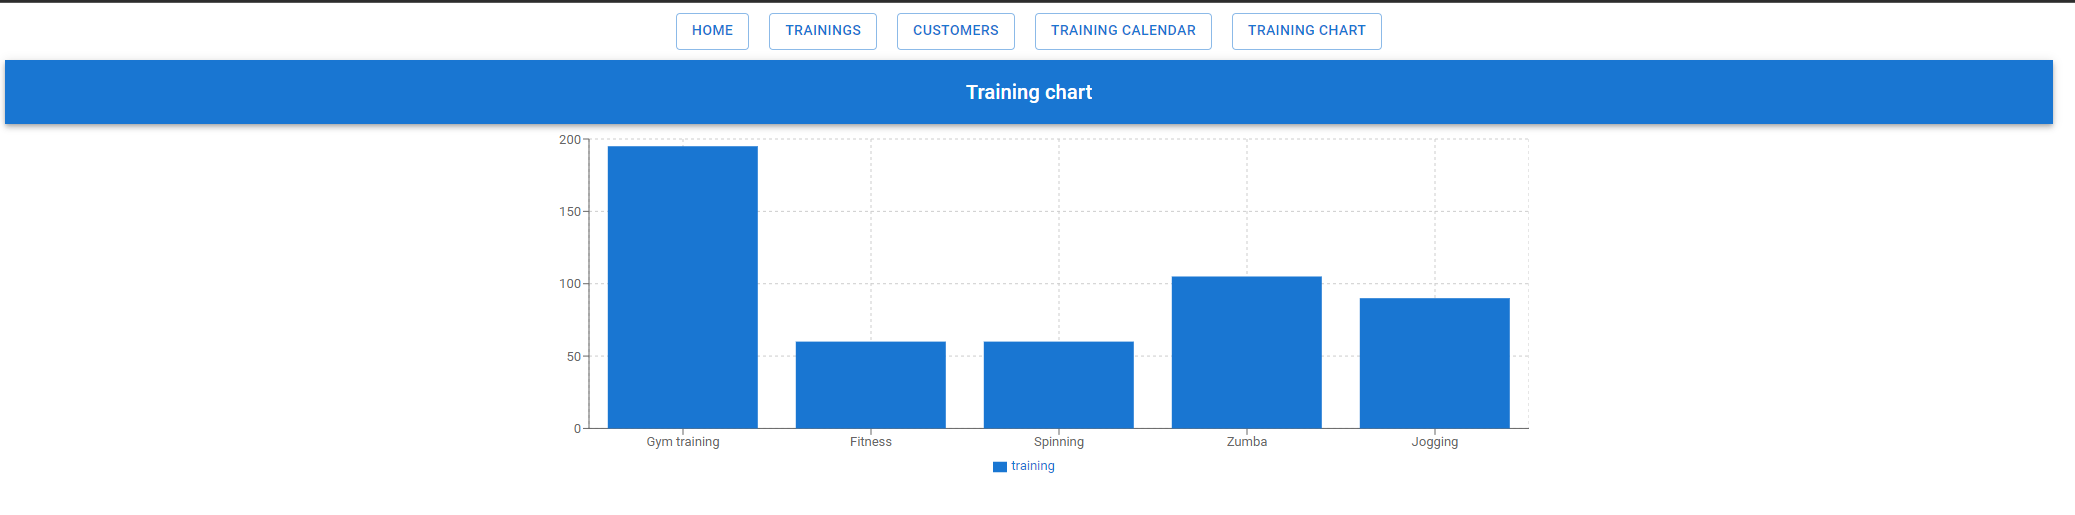 HOME TRAININGS CUSTOMERS TRAINING CALENDAR TRAINING CHART
Training chart
200
150
100
50
0
Gym training Fitness Spinning Zumba Jogging
training